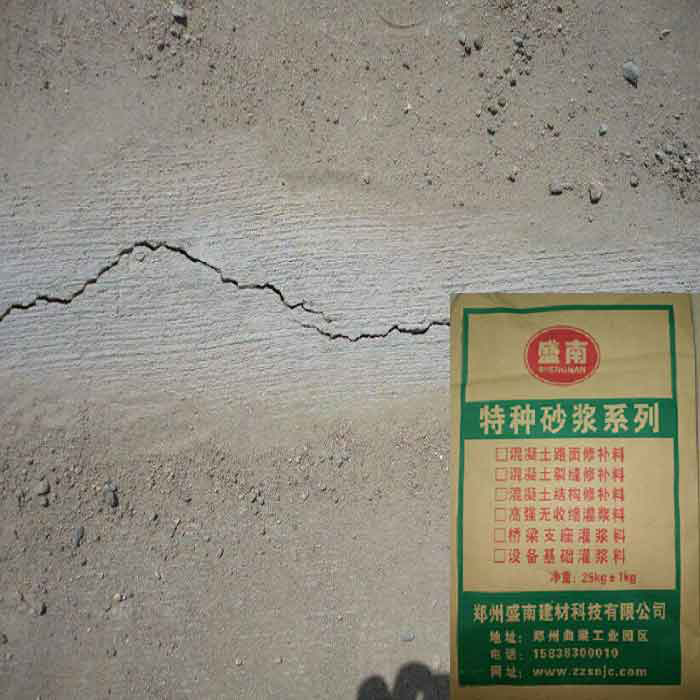 盛南
SHENGNAN
特种砂浆系列
□混凝土路面修补料
□混凝土裂缝修补料
□混凝土结构修补料
□高强无收缩灌浆料
□桥梁支座灌浆料
□设备基础灌浆料
净重：25kg±1kg
郑州盛南建材科技有限公司
地址：郑州曲梁工业园区
电话：15838300010
网址：www.zzsnjc.com